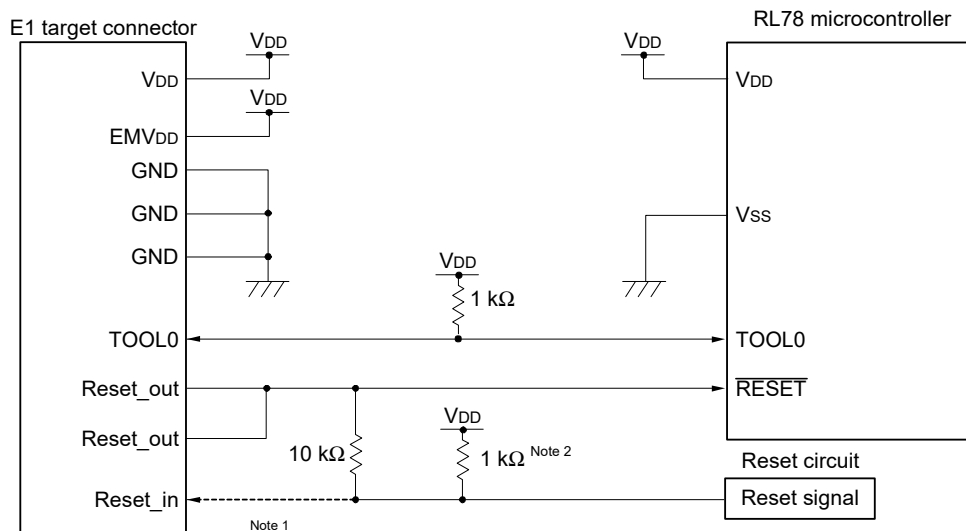 E1 target connector
RL78 microcontroller
VDD
VDD
VDD
VDD
VDD
EMVDD
GND
GND
VSS
GND
VDD
1 kΩ
TOOL0
TOOL0
Reset_out
RESET
VDD
Reset_out
10 kΩ
1 kΩ Note 2
Reset circuit
Reset_in
Reset signal
Note 1